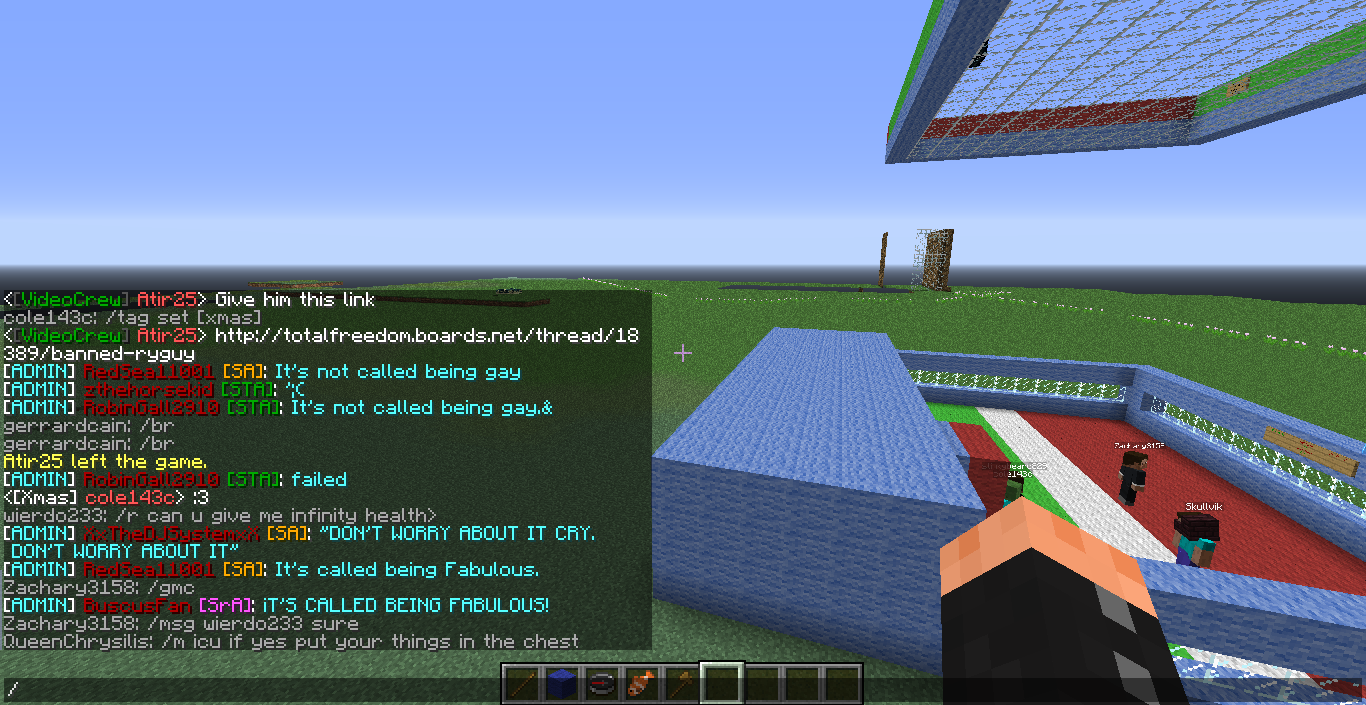 <[VideoCrew] Atir25> Give him this link
cole143c: /tag set [xmas]
<[VideoCrew] Atir25> http://totalfreedom.boards.net/thread/18
389/banned-ryguy
[ADMIN] RedSea11001 [SA]: It's not called being gay
[ADMIN] zthehorsekid [STA]: ';(
[ADMIN] RobinGall2910 [STA]: It's not called being gay.&
gerrardcain: /br
gerrardcain: /br
Atir25 left the game.
[ADMIN] RobinGall2910 [STA]: failed
<[Xmas] cole143c> :3
wierdo233: /r can u give me infinity health>
[ADMIN] XxTheDJSystemxX [SA]: "DON'T WORRY ABOUT IT CRY.
DON'T WORRY ABOUT IT"
[ADMIN] RedSea11001 [SA]: It's called being Fabulous.
Zachary3158: /gmc
[ADMIN] BuscusFan [SrA]: iT'S CALLED BEING FABULOUS!
Zachary3158: /msg wierdo233 sure
QueenChrysilis: /m icu if yes put your things in the chest
/
Zachary3158
cole143c
Skullvik